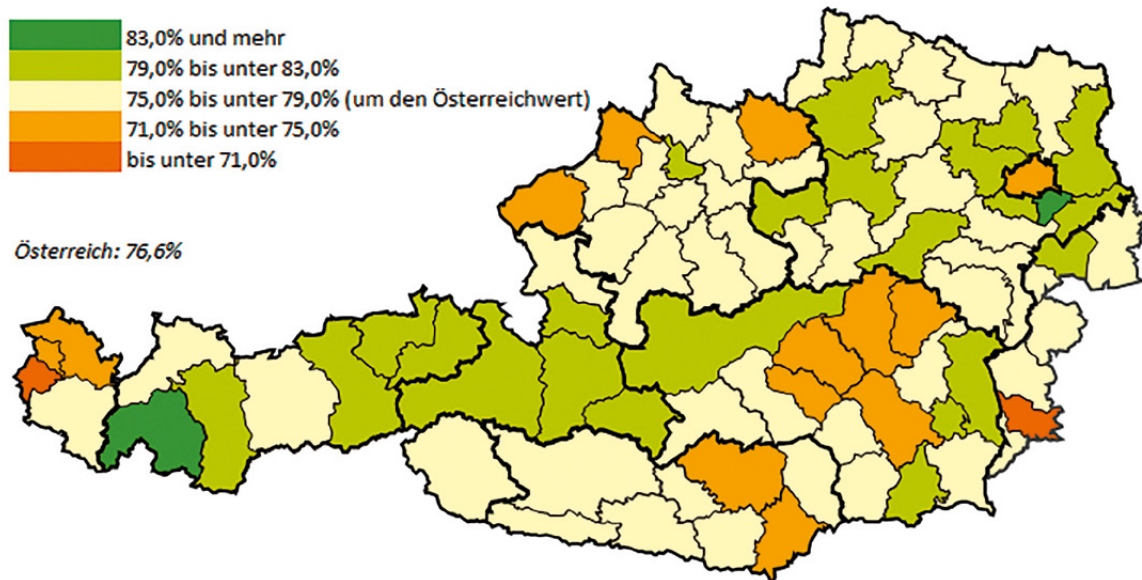 83,0% und mehr
79,0% bis unter 83,0%
75,0% bis unter 79,0% (um den Österreichwert)
71,0% bis unter 75,0%
bis unter 71,0%
Österreich: 76,6%